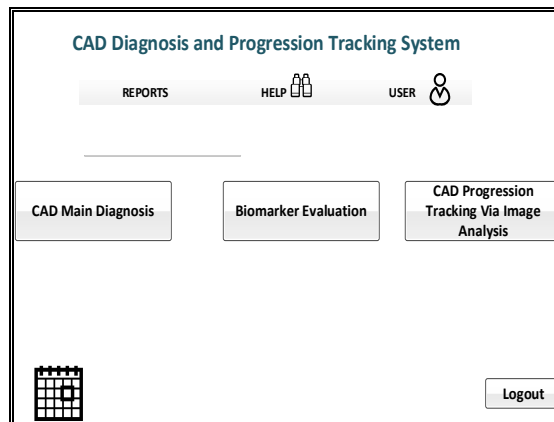 CAD Diagnosis and Progression Tracking System
REPORTS HELP USER
CAD Main Diagnosis
Biomarker Evaluation
CAD Progression
Tracking Via Image
Analysis
Logout